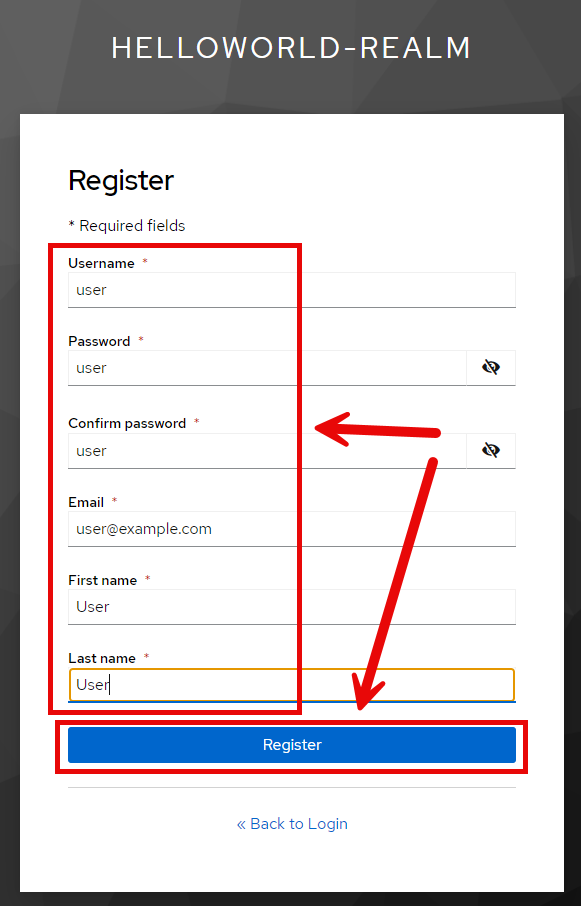 HELLOWORLD-REALM
Register
* Required fields
Username *
user
Password *
user
Confirm password *
user
Email *
user@example.com
First name *
User
Last name *
User
Register
« Back to Login